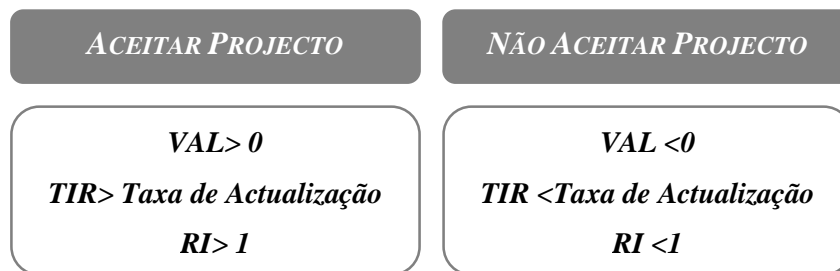 ACEITAR PROJECTO
NÃO ACEITAR PROJECTO
VAL> 0
TIR> Taxa de Actualização
RI> 1
VAL <0
TIR <Taxa de Actualização
RI <1